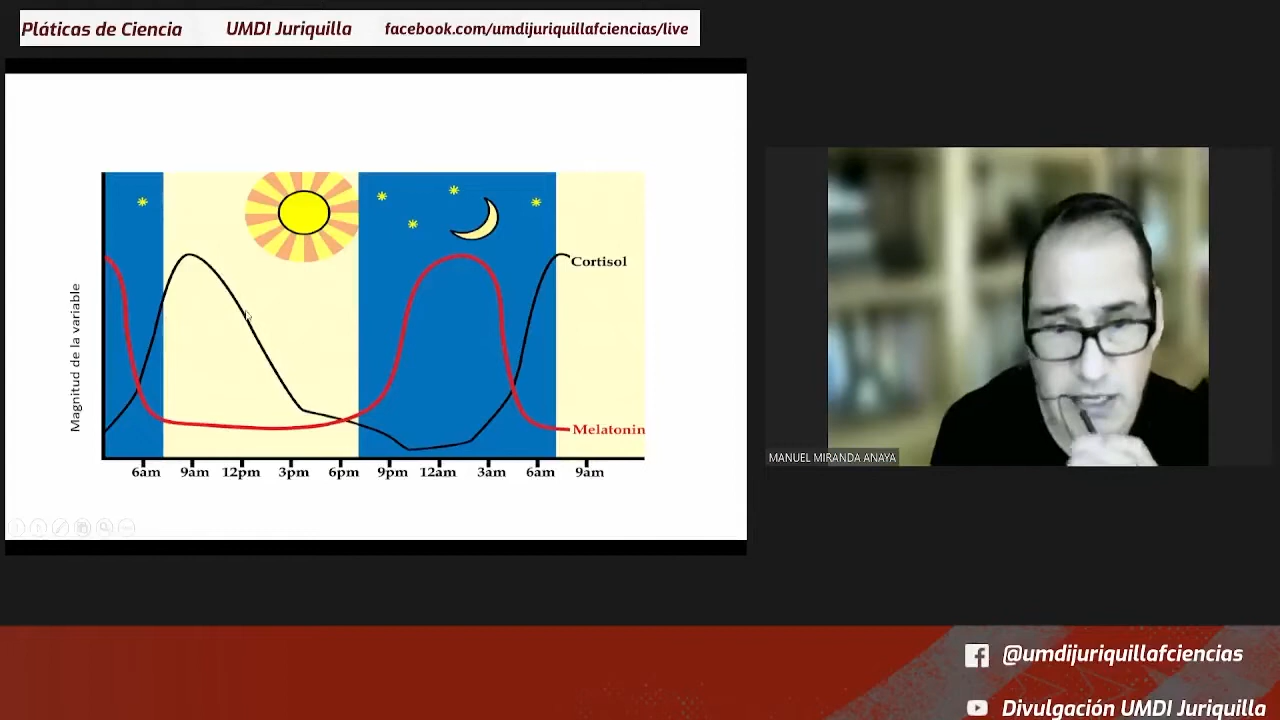 Pláticas de Ciencia UMDI Juriquilla facebook.com/umdijuriquillafciencias/live
Magnitud de la variable
Cortisol
Melatonin
6am 9am 12pm 3pm 6pm 9pm 12am 3am 6am 9am
MANUEL MIRANDA ANAYA
@umdijuriquillafciencias
Divulgación UMDI Juriquilla